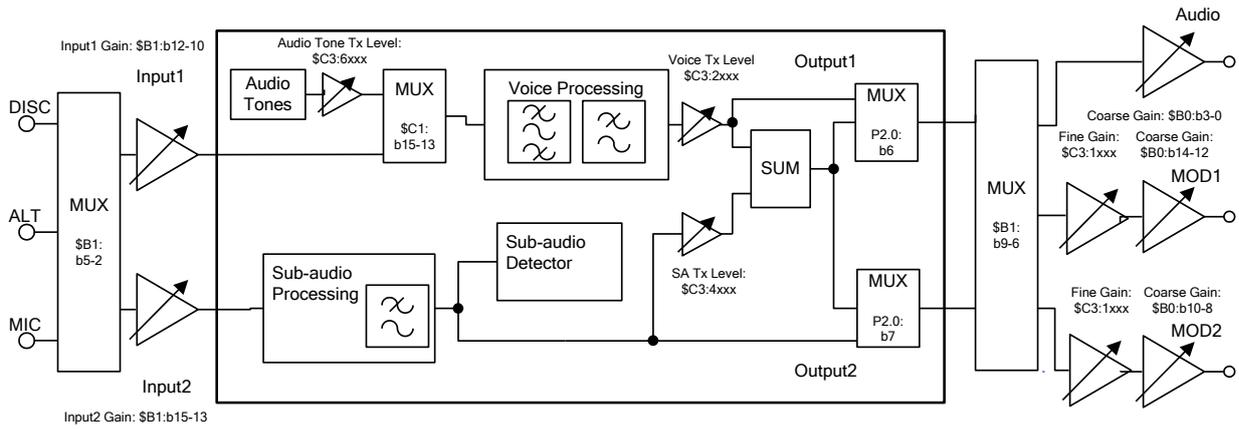 Input1 Gain: $B1:b12-10
Input1
DISC
ALT
MIC
MUX
$B1:
b5-2
Input2
Input2 Gain: $B1:b15-13
Audio Tone Tx Level:
$C3:6xxx
Audio
Tones
MUX
$C1:
b15-13
Voice Processing
Voice Tx Level
$C3:2xxx
Output1
MUX
P2.0:
b6
SUM
Sub-audio
Detector
Sub-audio
Processing
SA Tx Level:
$C3:4xxx
MUX
P2.0:
b7
Output2
MUX
$B1:
b9-6
Audio
Coarse Gain: $B0:b3-0
Fine Gain:
$C3:1xxx
Coarse Gain:
$B0:b14-12
MOD1
Fine Gain:
$C3:1xxx
Coarse Gain:
$B0:b10-8
MOD2